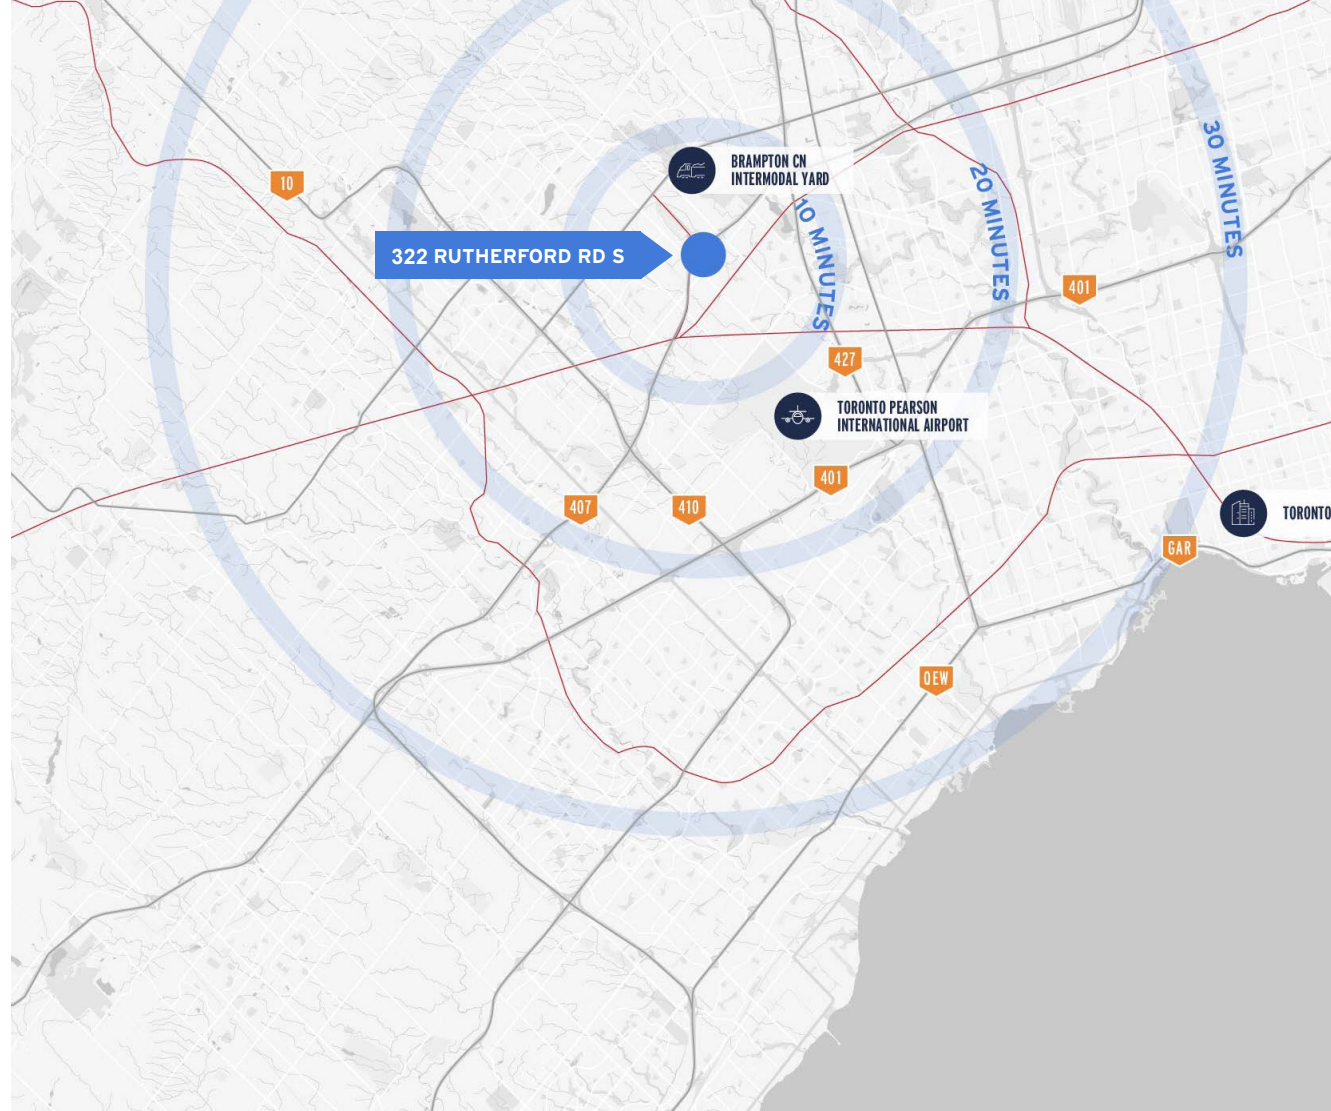 30 MINUTES
BRAMPTON CN
INTERMODAL YARD
20 MINUTES
10
10 MINUTES
322 RUTHERFORD RD S
401
427
TORONTO PEARSON
INTERNATIONAL AIRPORT
401
407
410
TORONTO
GAR
QEW